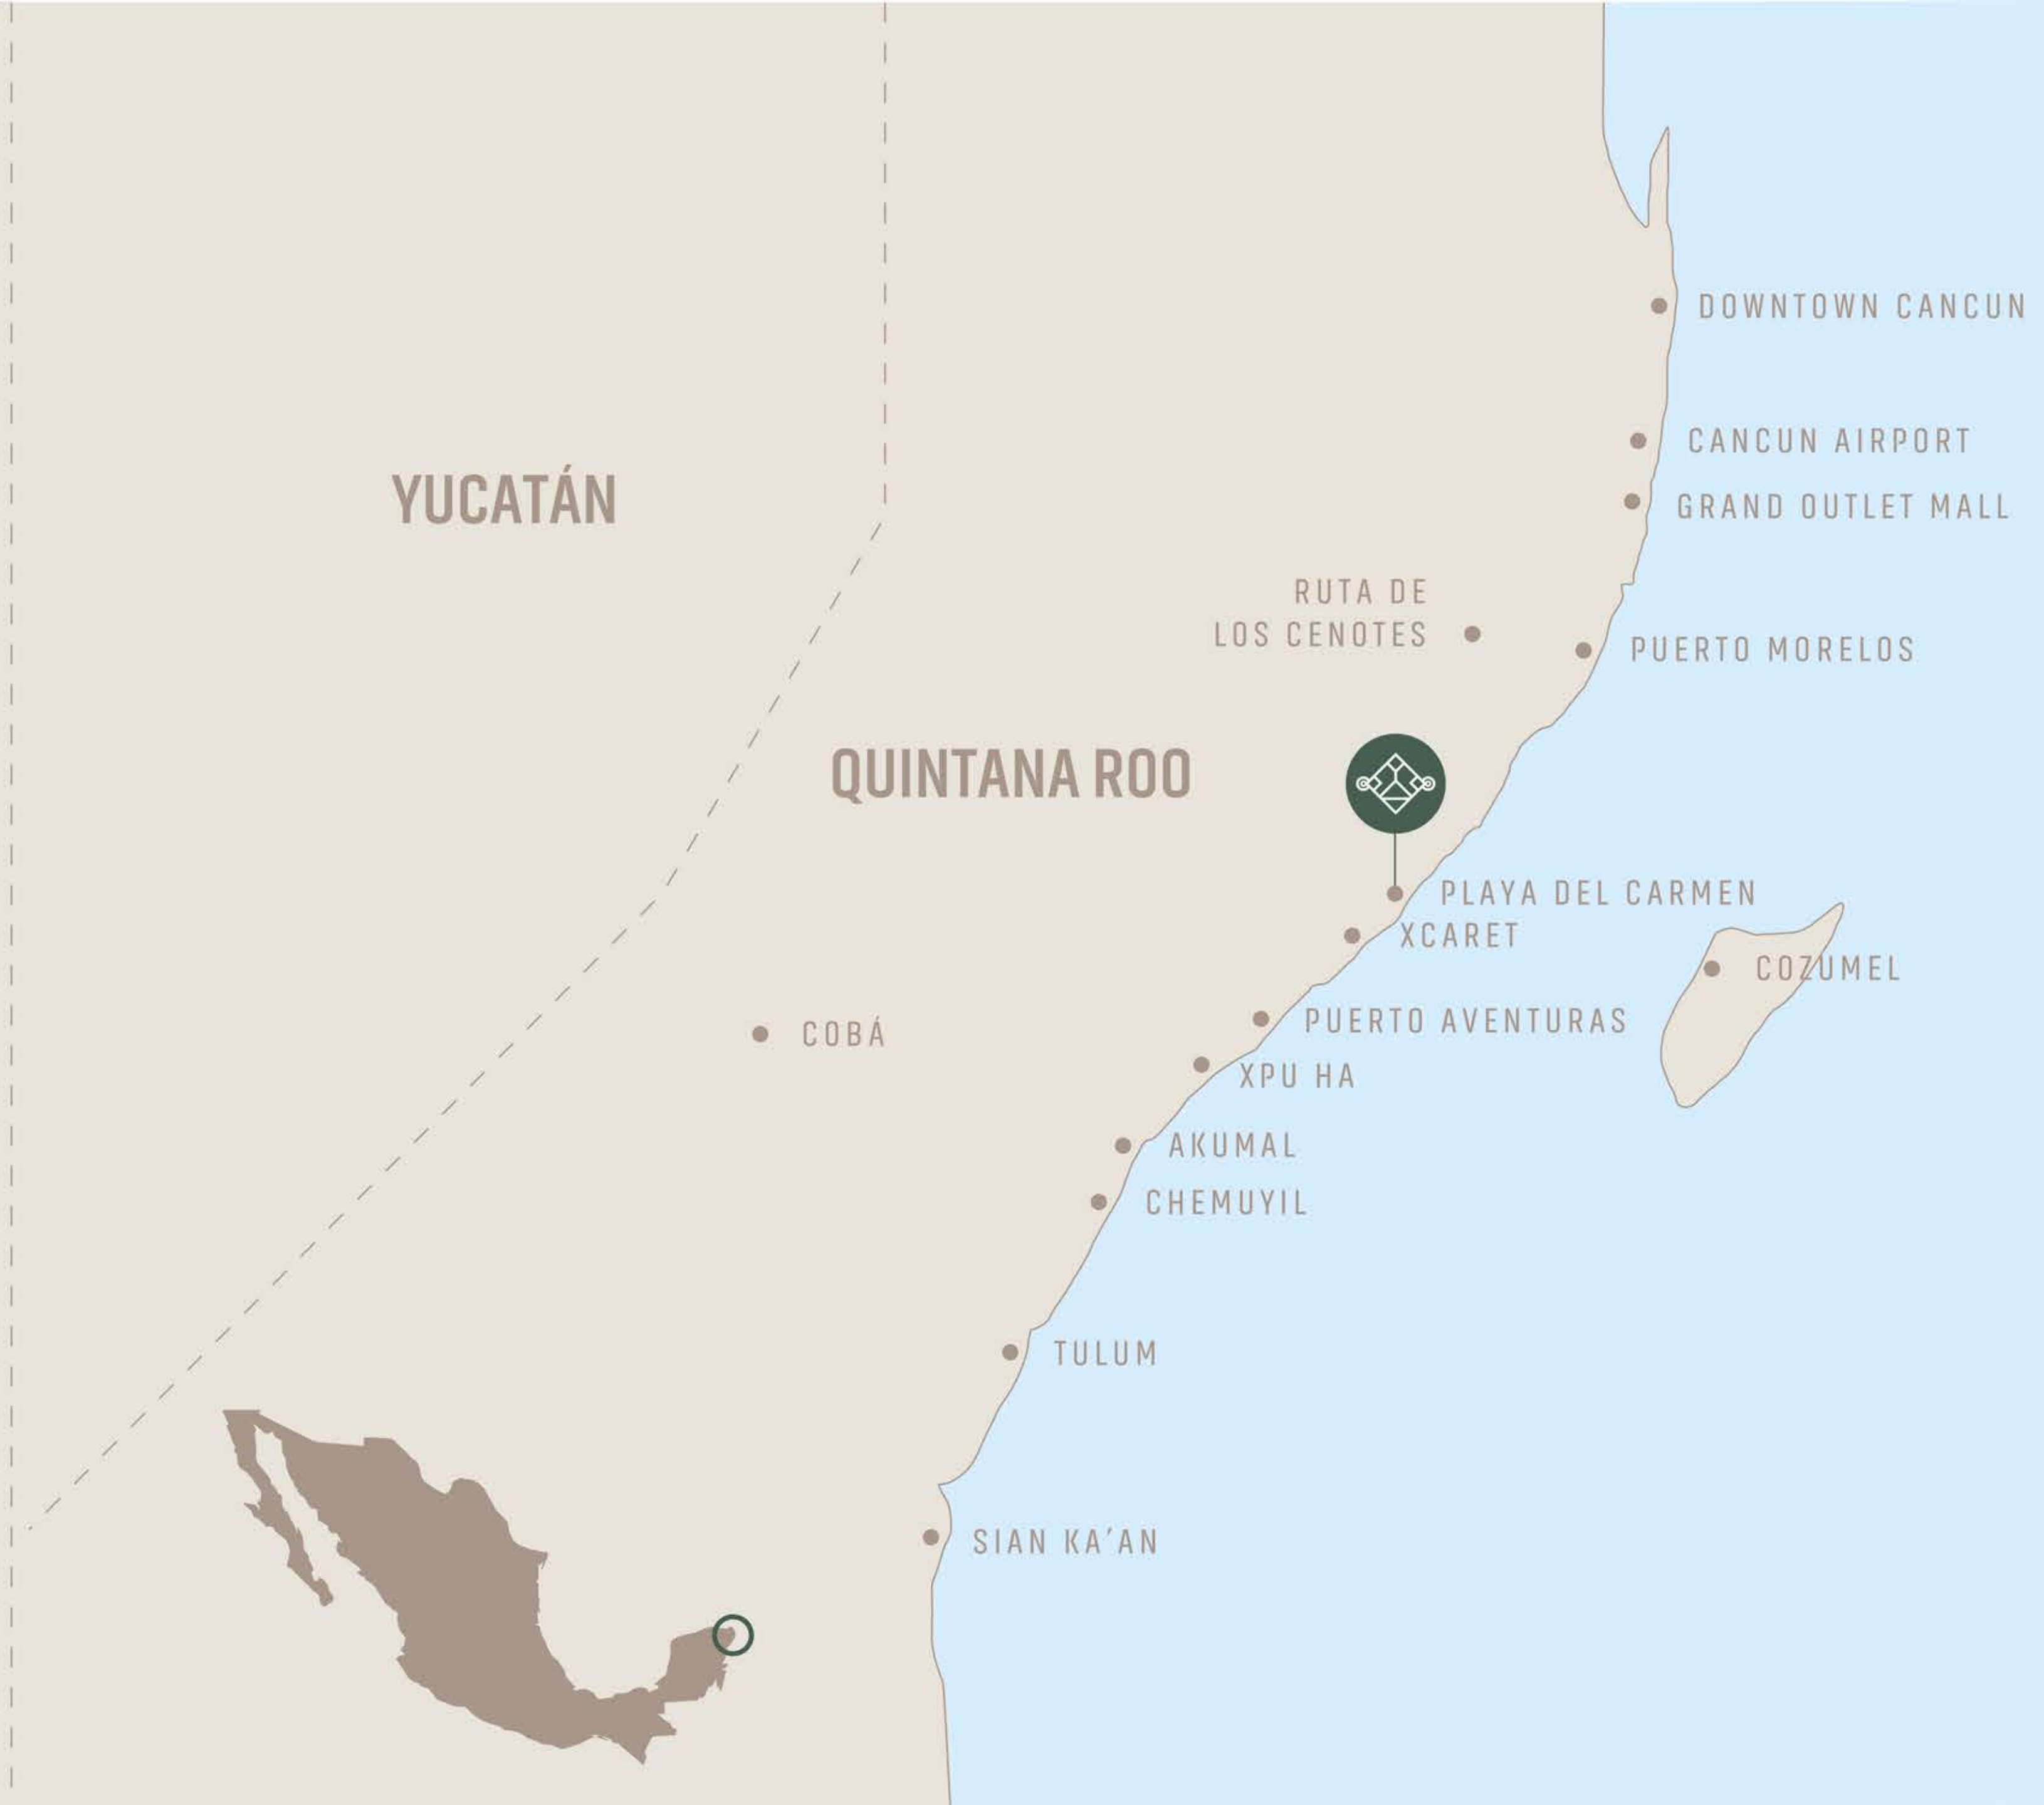 DOWNTOWN CANCUN
CANCUN AIRPORT
YUCATÁN
GRAND OUTLET MALL
RUTA DE
LOS CENOTES
PUERTO MORELOS
QUINTANA ROO
PLAYA DEL CARMEN
XCARET
COZUMEL
PUERTO AVENTURAS
COBÁ
XPU HA
AKUMAL
CHEMUYIL
TULUM
SIAN KA'AN